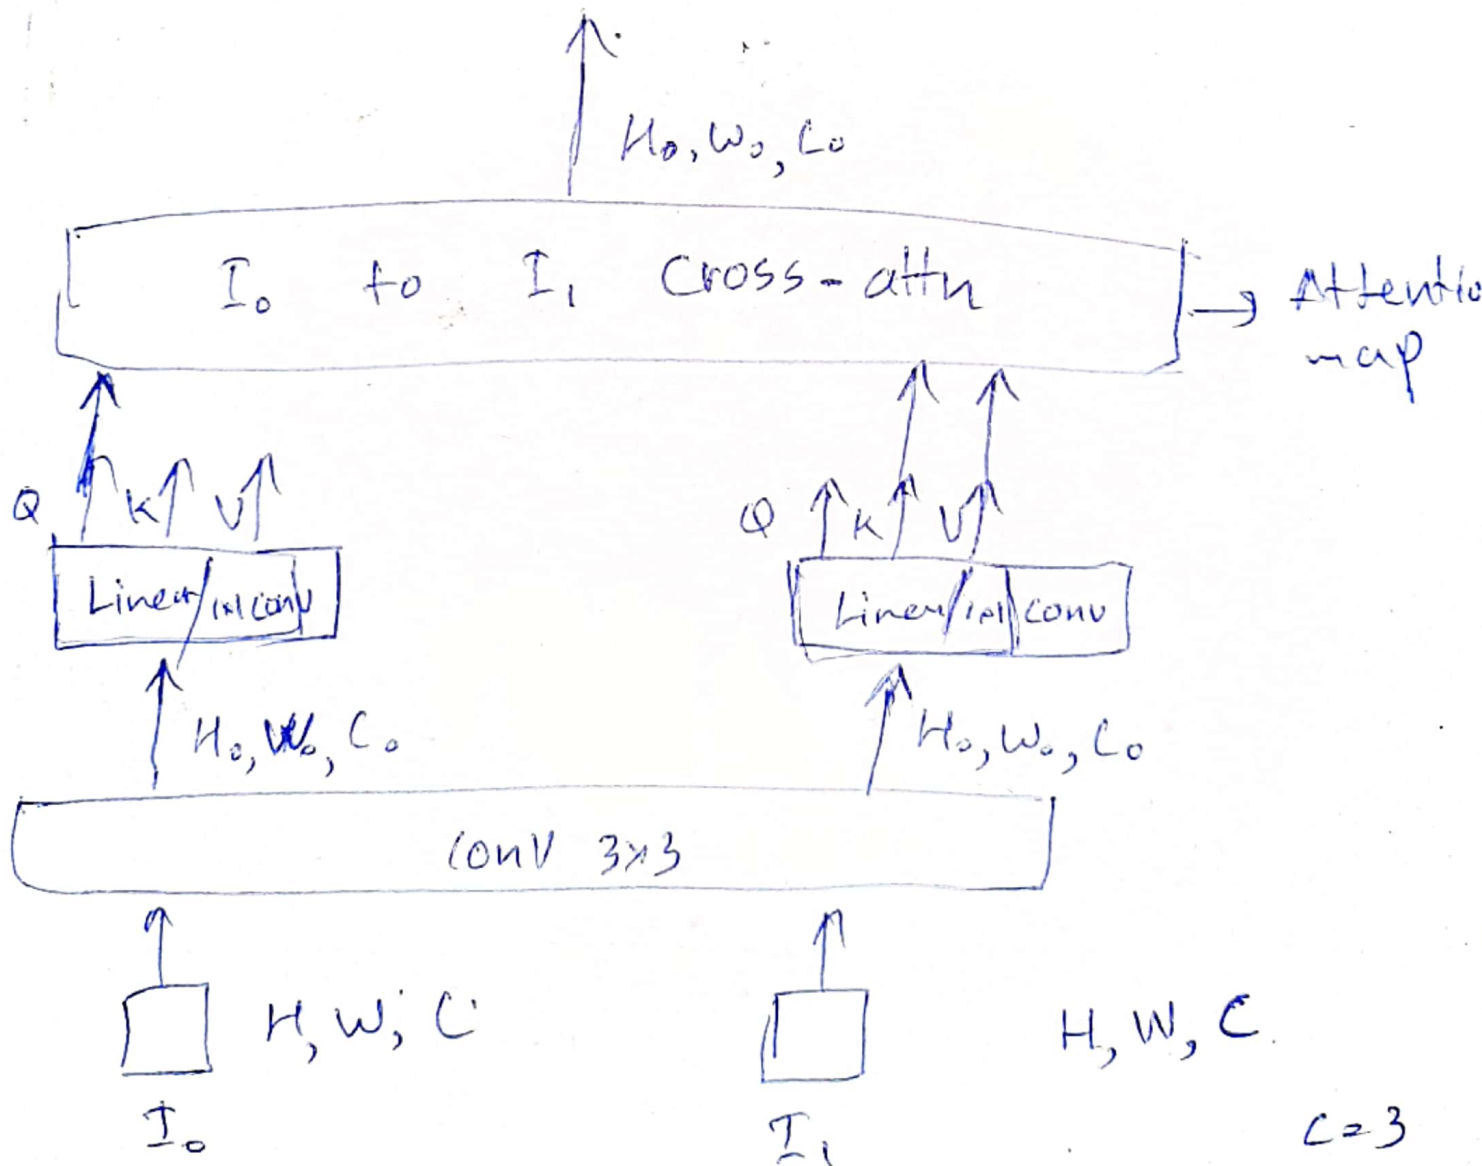 H₀, W₀, C₀
I₀ to I₁ Cross-attn
Attentio
map
Q K V
Q K V
Linear/1x1 conv
Linear/1x1 conv
H₀, W₀, C₀
H₀, W₀, C₀
conv 3x3
H, W, C
H, W, C
I₀
I₁
C=3